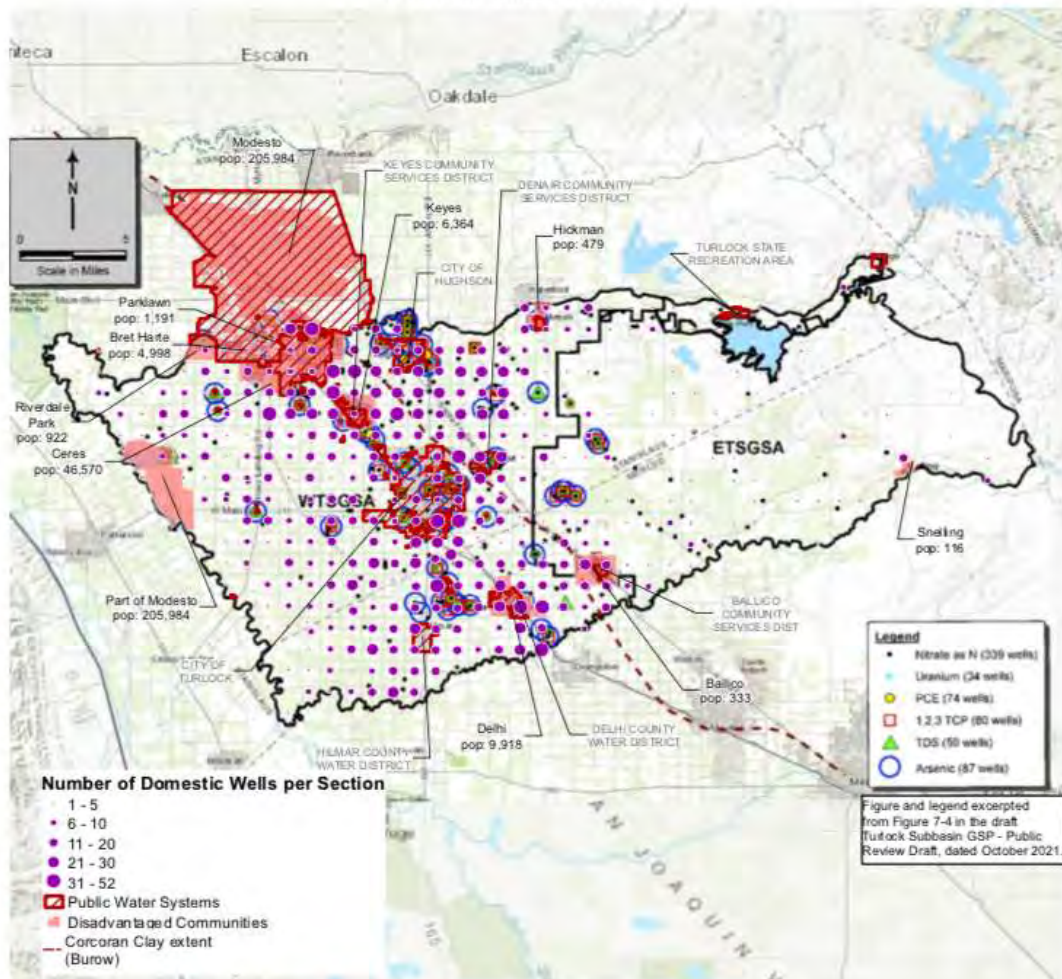 Escalon
Oakdale
Modesto
pop: 205,984
KEYES COMMUNITY
SERVICES DISTRICT
DENAIR COMMUNITY
SERVICES DISTRICT
N
Keyes
pop: 6,364
Hickman
pop: 479
TURLOCK STATE
RECREATION AREA
0 5
Scale in Miles
CITY OF
HUGHSON
Parklawn
pop: 1,191
Bret Harte
pop: 4,998
Riverdale
Park
pop: 922
Ceres
pop: 46,570
STANISLAUS
MERCED
WTSGSA
ETSGSA
Snelling
pop: 116
Part of Modesto
pop: 205,984
BALLICO
COMMUNITY
SERVICES DIST
CITY OF
TURLOCK
Ballico
pop: 333
Delhi
pop: 9,918
DELHI COUNTY
WATER DISTRICT
HILMAR COUNTY
WATER DISTRICT
Legend
Nitrate as N (339 wells)
Uranium (34 wells)
PCE (74 wells)
1,2,3 TCP (80 wells)
TDS (50 wells)
Arsenic (87 wells)
Number of Domestic Wells per Section
1 - 5
6 - 10
11 - 20
21 - 30
31 - 52
Public Water Systems
Disadvantaged Communities
Corcoran Clay extent
(Burow)
Figure and legend excerpted
from Figure 7-4 in the draft
Turlock Subbasin GSP - Public
Review Draft, dated October 2021.
165
AN JOAQUIN V